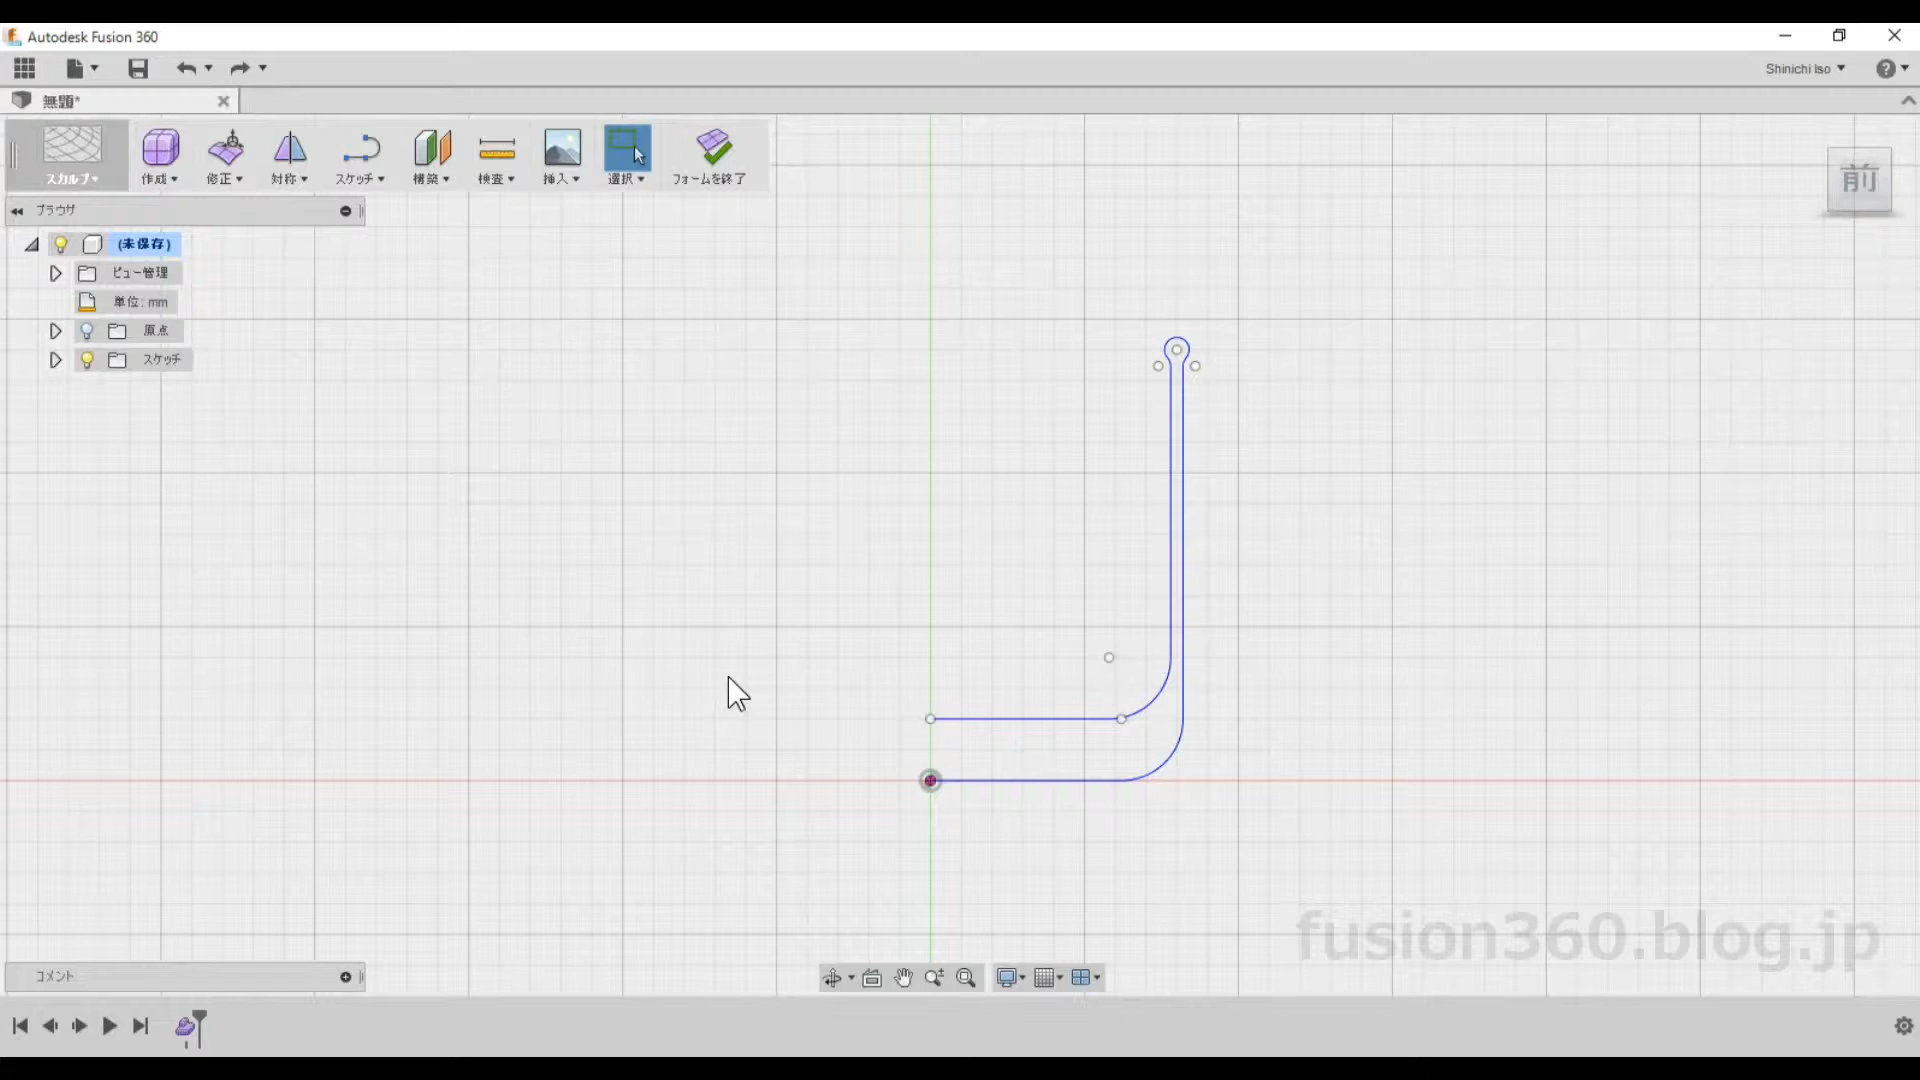 Autodesk Fusion 360
Shinichi Iso
無題*
スカルプ
作成
修正
対称
スケッチ
構築
検査
挿入
選択
フォームを終了
前
ブラウザ
(未保存)
ビュー管理
単位: mm
原点
スケッチ
fusion360.blog.jp
コメント